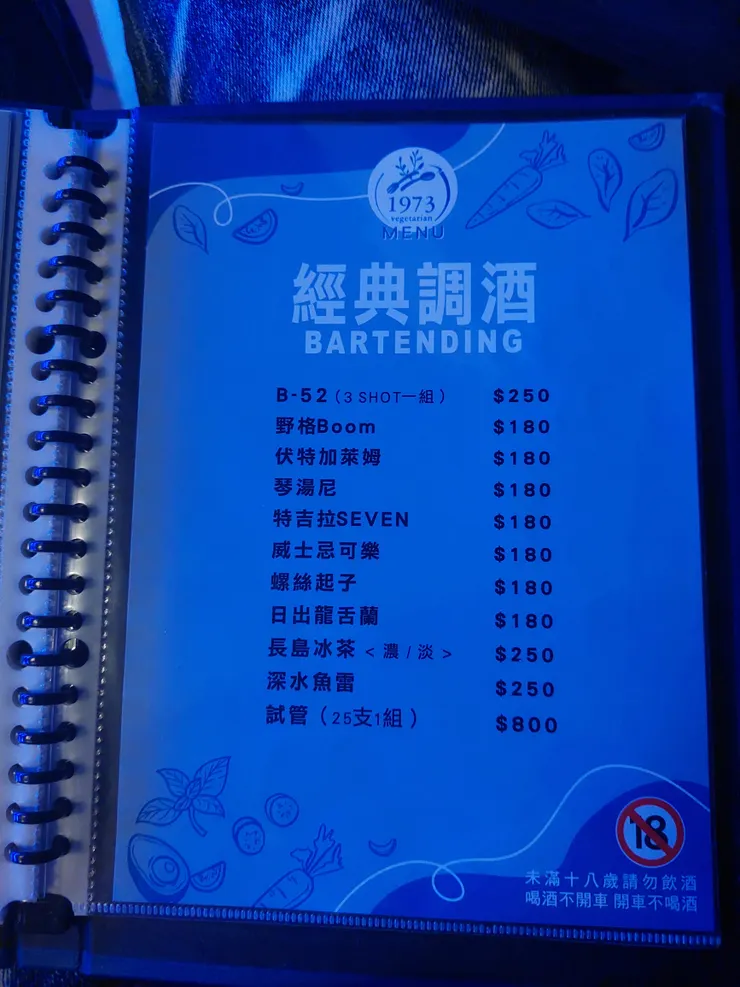 1973
vegetarian
MENU
經典調酒
BARTENDING
B-52 (3 SHOT一組) $250
野格Boom $180
伏特加萊姆 $180
琴湯尼 $180
特吉拉SEVEN $180
威士忌可樂 $180
螺絲起子 $180
日出龍舌蘭 $180
長島冰茶 <濃/淡> $250
深水魚雷 $250
試管 (25支1組) $800
18
未滿十八歲請勿飲酒
喝酒不開車 開車不喝酒